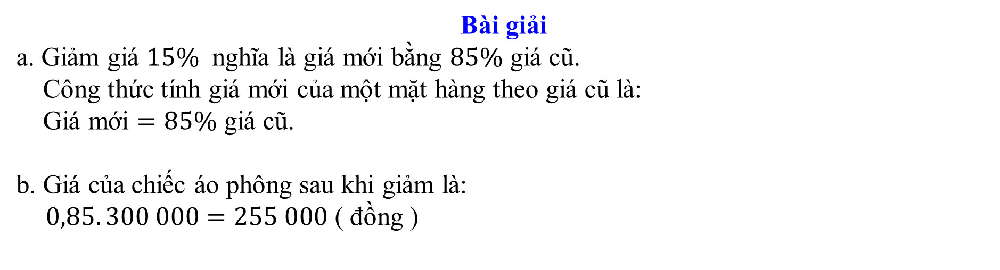 Bài giải
a. Giảm giá 15% nghĩa là giá mới bằng 85% giá cũ.
Công thức tính giá mới của một mặt hàng theo giá cũ là:
Giá mới = 85% giá cũ.
b. Giá của chiếc áo phông sau khi giảm là:
0,85. 300 000 = 255 000 ( đồng )